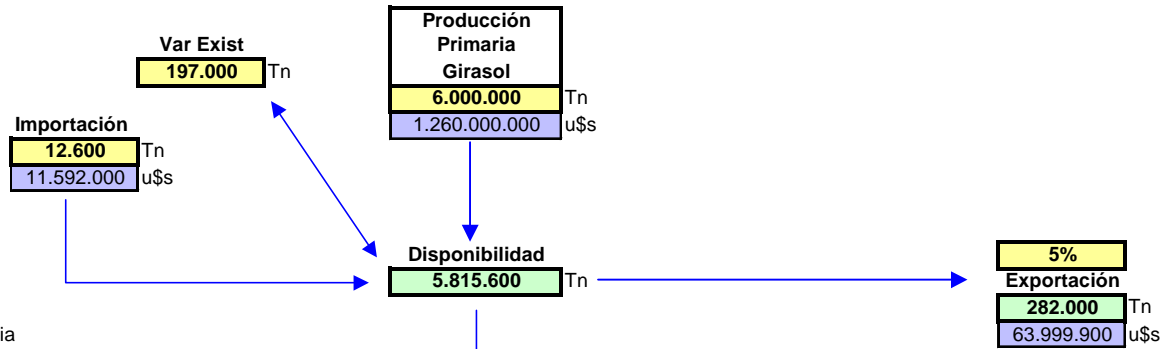 Producción
Primaria
Girasol
6.000.000 Tn
1.260.000.000 u$s
Var Exist
197.000 Tn
Importación
12.600 Tn
11.592.000 u$s
Disponibilidad
5.815.600 Tn
5%
Exportación
282.000 Tn
63.999.900 u$s
ia